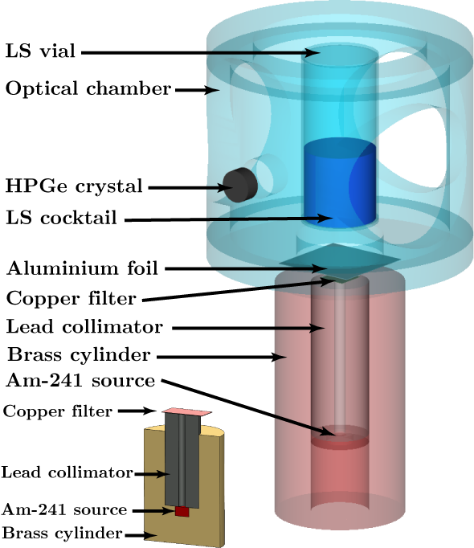 LS vial
Optical chamber
HPGe crystal
LS cocktail
Aluminium foil
Copper filter
Lead collimator
Brass cylinder
Am-241 source
Copper filter
Lead collimator
Am-241 source
Brass cylinder